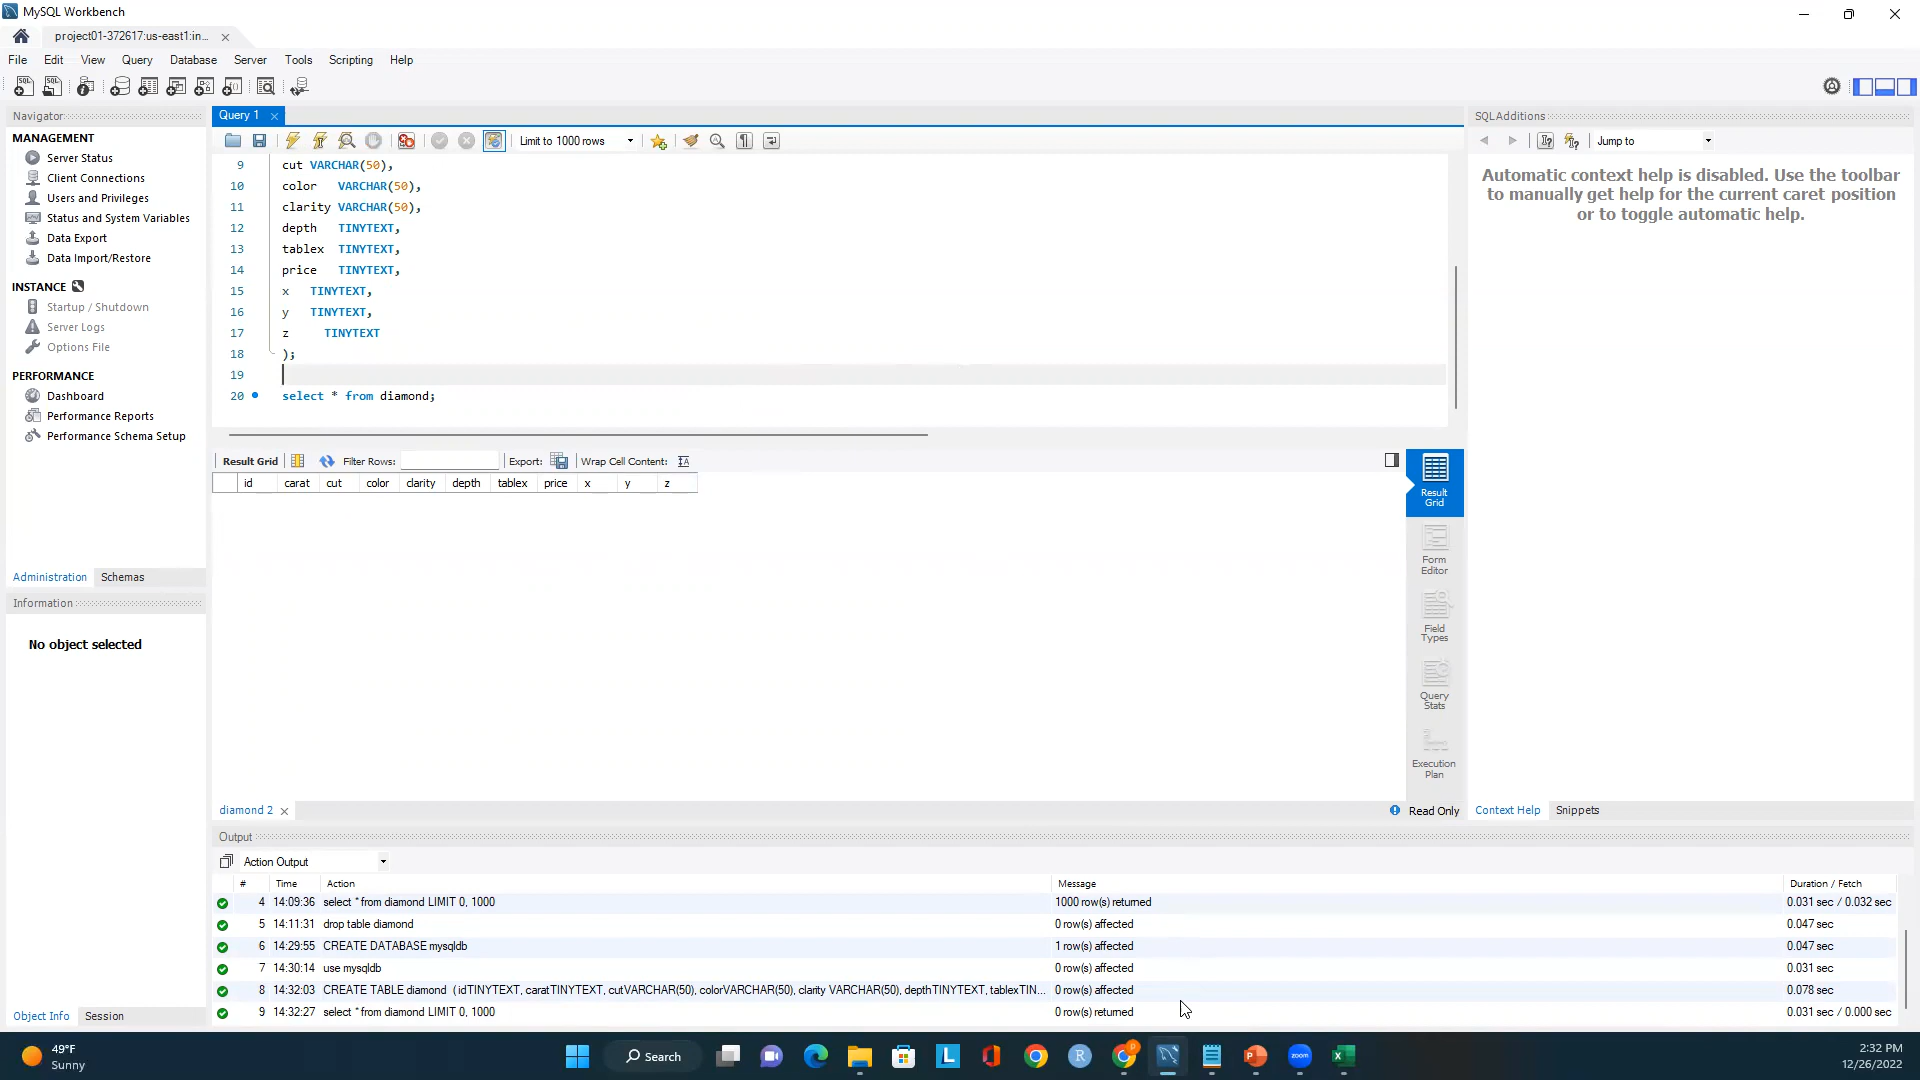 MySQL Workbench
project01-372617:us-east1:in...
File Edit View Query Database Server Tools Scripting Help
Navigator
MANAGEMENT
Server Status
Client Connections
Users and Privileges
Status and System Variables
Data Export
Data Import/Restore
INSTANCE
Startup / Shutdown
Server Logs
Options File
PERFORMANCE
Dashboard
Performance Reports
Performance Schema Setup
Administration Schemas
Information
No object selected
Object Info Session
Query 1
Limit to 1000 rows
9 cut VARCHAR(50),
10 color VARCHAR(50),
11 clarity VARCHAR(50),
12 depth TINYTEXT,
13 tablex TINYTEXT,
14 price TINYTEXT,
15 x TINYTEXT,
16 y TINYTEXT,
17 z TINYTEXT
18 );
19
20 select * from diamond;
Result Grid Filter Rows: Export: Wrap Cell Content:
id carat cut color clarity depth tablex price x y z
Result Grid
Form Editor
Field Types
Query Stats
Execution Plan
diamond 2
Read Only
SQLAdditions
Jump to
Automatic context help is disabled. Use the toolbar
to manually get help for the current caret position
or to toggle automatic help.
Context Help Snippets
Output
Action Output
# Time Action Message Duration / Fetch
4 14:09:36 select * from diamond LIMIT 0, 1000 1000 row(s) returned 0.031 sec / 0.032 sec
5 14:11:31 drop table diamond 0 row(s) affected 0.047 sec
6 14:29:55 CREATE DATABASE mysqldb 1 row(s) affected 0.047 sec
7 14:30:14 use mysqldb 0 row(s) affected 0.031 sec
8 14:32:03 CREATE TABLE diamond ( idTINYTEXT, caratTINYTEXT, cutVARCHAR(50), colorVARCHAR(50), clarity VARCHAR(50), depthTINYTEXT, tablexTIN... 0 row(s) affected 0.078 sec
9 14:32:27 select * from diamond LIMIT 0, 1000 0 row(s) returned 0.031 sec / 0.000 sec
49°F
Sunny
Search
zoom
2:32 PM
12/26/2022